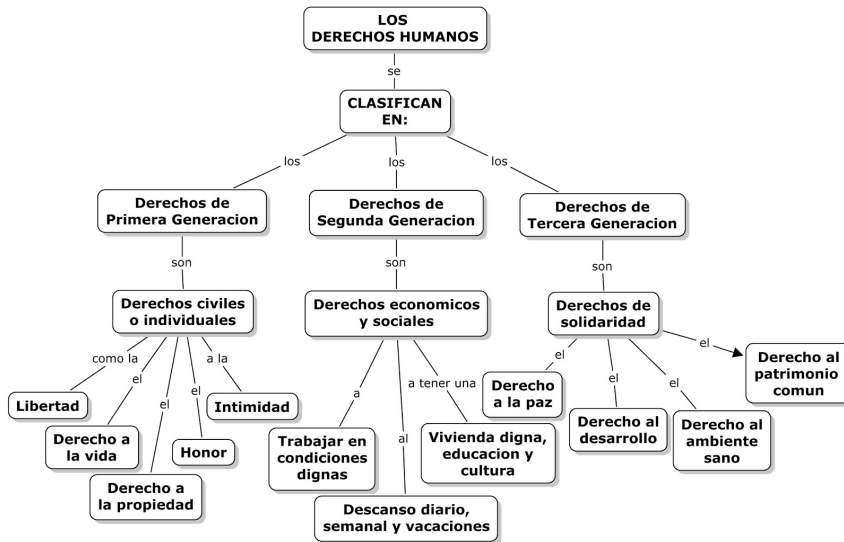 LOS
DERECHOS HUMANOS
se
CLASIFICAN
EN:
los
los
los
Derechos de
Primera Generacion
Derechos de
Segunda Generacion
Derechos de
Tercera Generacion
son
son
son
Derechos civiles
o individuales
Derechos economicos
y sociales
Derechos de
solidaridad
como la
el
el
el
a la
Libertad
Derecho a
la vida
Derecho a
la propiedad
Honor
Intimidad
a
al
a tener una
Trabajar en
condiciones
dignas
Descanso diario,
semanal y vacaciones
Vivienda digna,
educacion y
cultura
el
el
el
el
Derecho
a la paz
Derecho al
desarrollo
Derecho al
ambiente
sano
Derecho al
patrimonio
comun